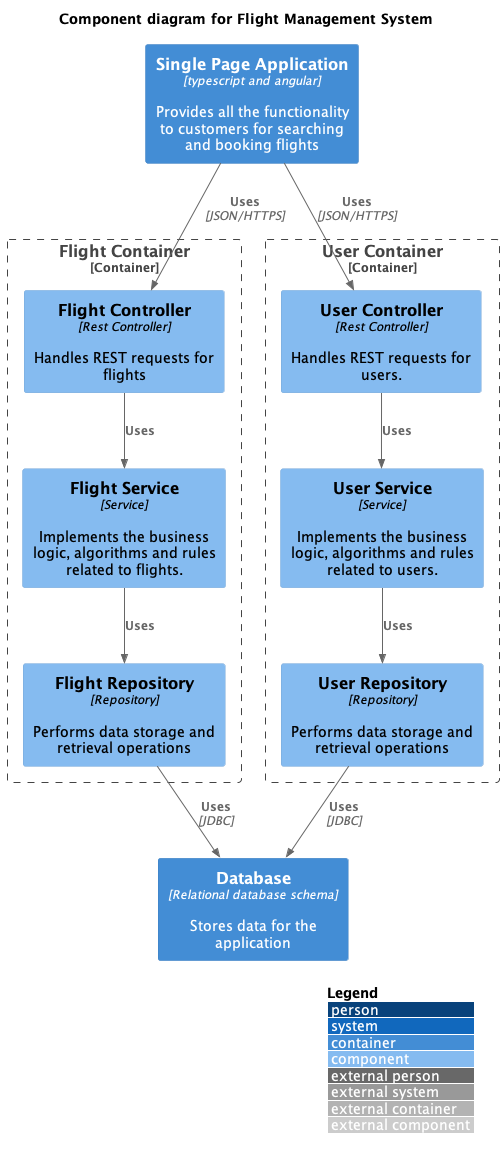 Component diagram for Flight Management System
Single Page Application
[typescript and angular]
Provides all the functionality
to customers for searching
and booking flights
Uses
[JSON/HTTPS]
Uses
[JSON/HTTPS]
Flight Container
[Container]
User Container
[Container]
Flight Controller
[Rest Controller]
Handles REST requests for
flights
User Controller
[Rest Controller]
Handles REST requests for
users.
Uses
Uses
Flight Service
[Service]
Implements the business
logic, algorithms and rules
related to flights.
User Service
[Service]
Implements the business
logic, algorithms and rules
related to users.
Uses
Uses
Flight Repository
[Repository]
Performs data storage and
retrieval operations
User Repository
[Repository]
Performs data storage and
retrieval operations
Uses
[JDBC]
Uses
[JDBC]
Database
[Relational database schema]
Stores data for the
application
Legend
person
system
container
component
external person
external system
external container
external component